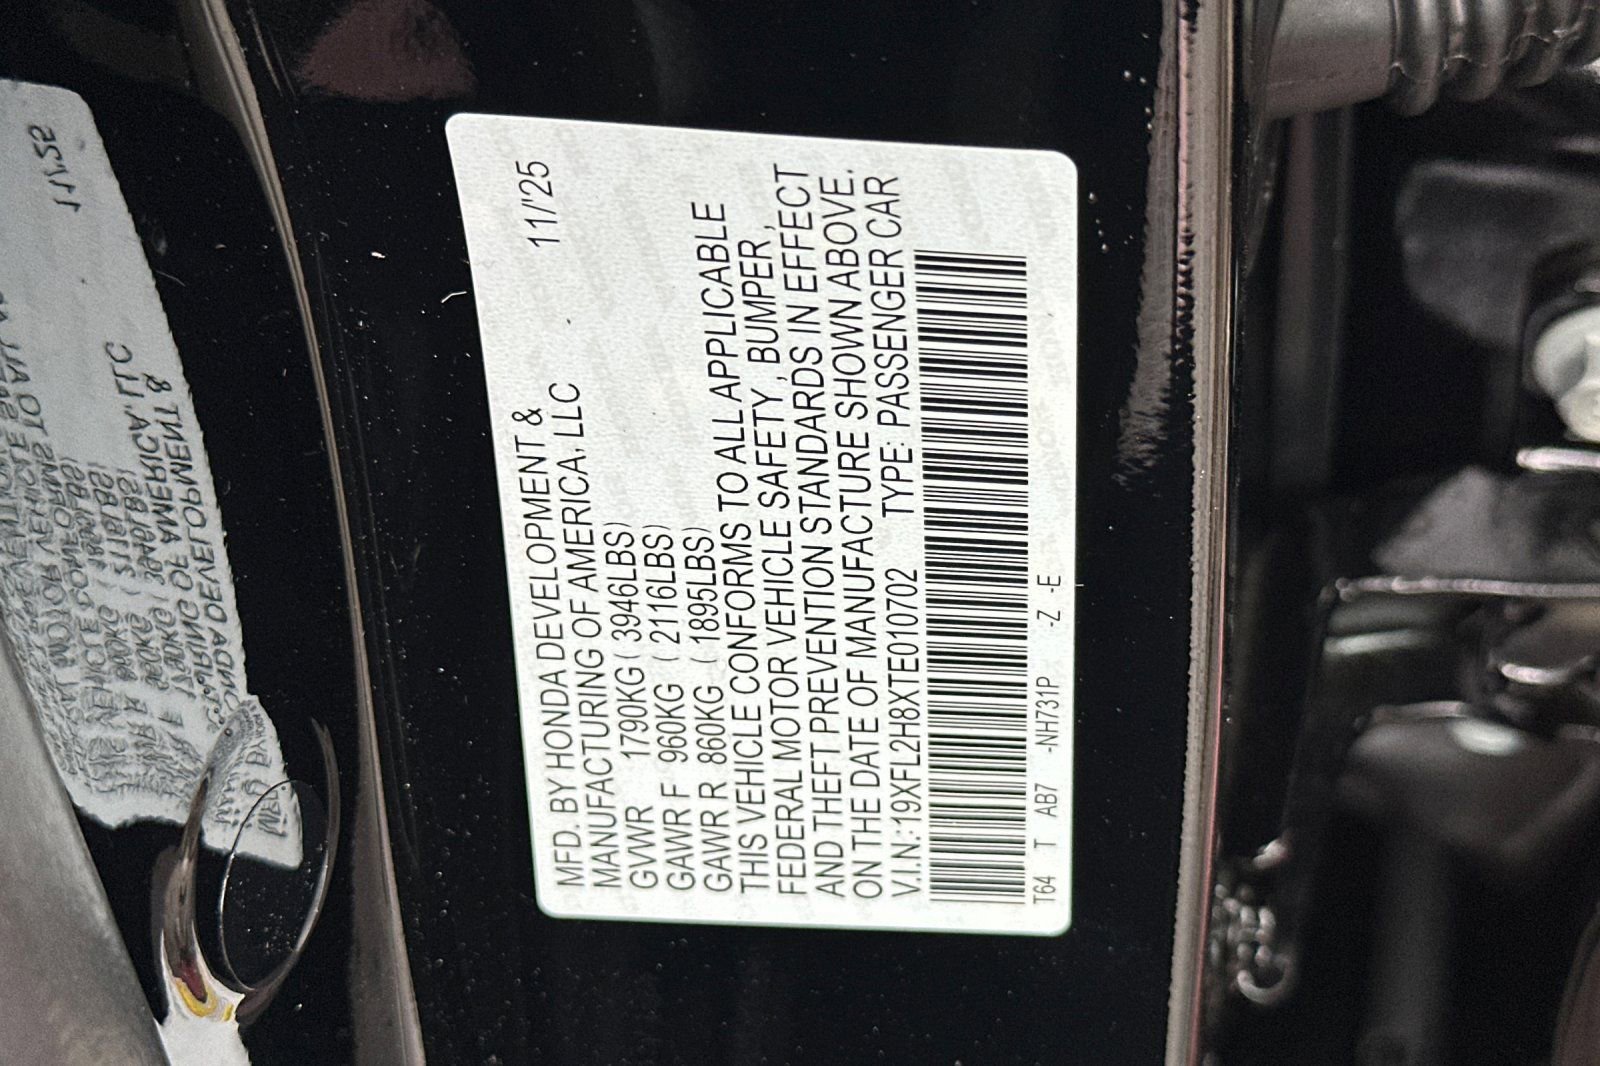 11/'25
MFD. BY HONDA DEVELOPMENT &
MANUFACTURING OF AMERICA, LLC
GVWR 1790KG ( 3946LBS)
GAWR F 960KG ( 2116LBS)
GAWR R 860KG ( 1895LBS)
THIS VEHICLE CONFORMS TO ALL APPLICABLE
FEDERAL MOTOR VEHICLE SAFETY, BUMPER,
AND THEFT PREVENTION STANDARDS IN EFFECT
ON THE DATE OF MANUFACTURE SHOWN ABOVE.
V.I.N.: 19XFL2H8XTE010702 TYPE: PASSENGER CAR
T64 T AB7 -NH731P -Z -E